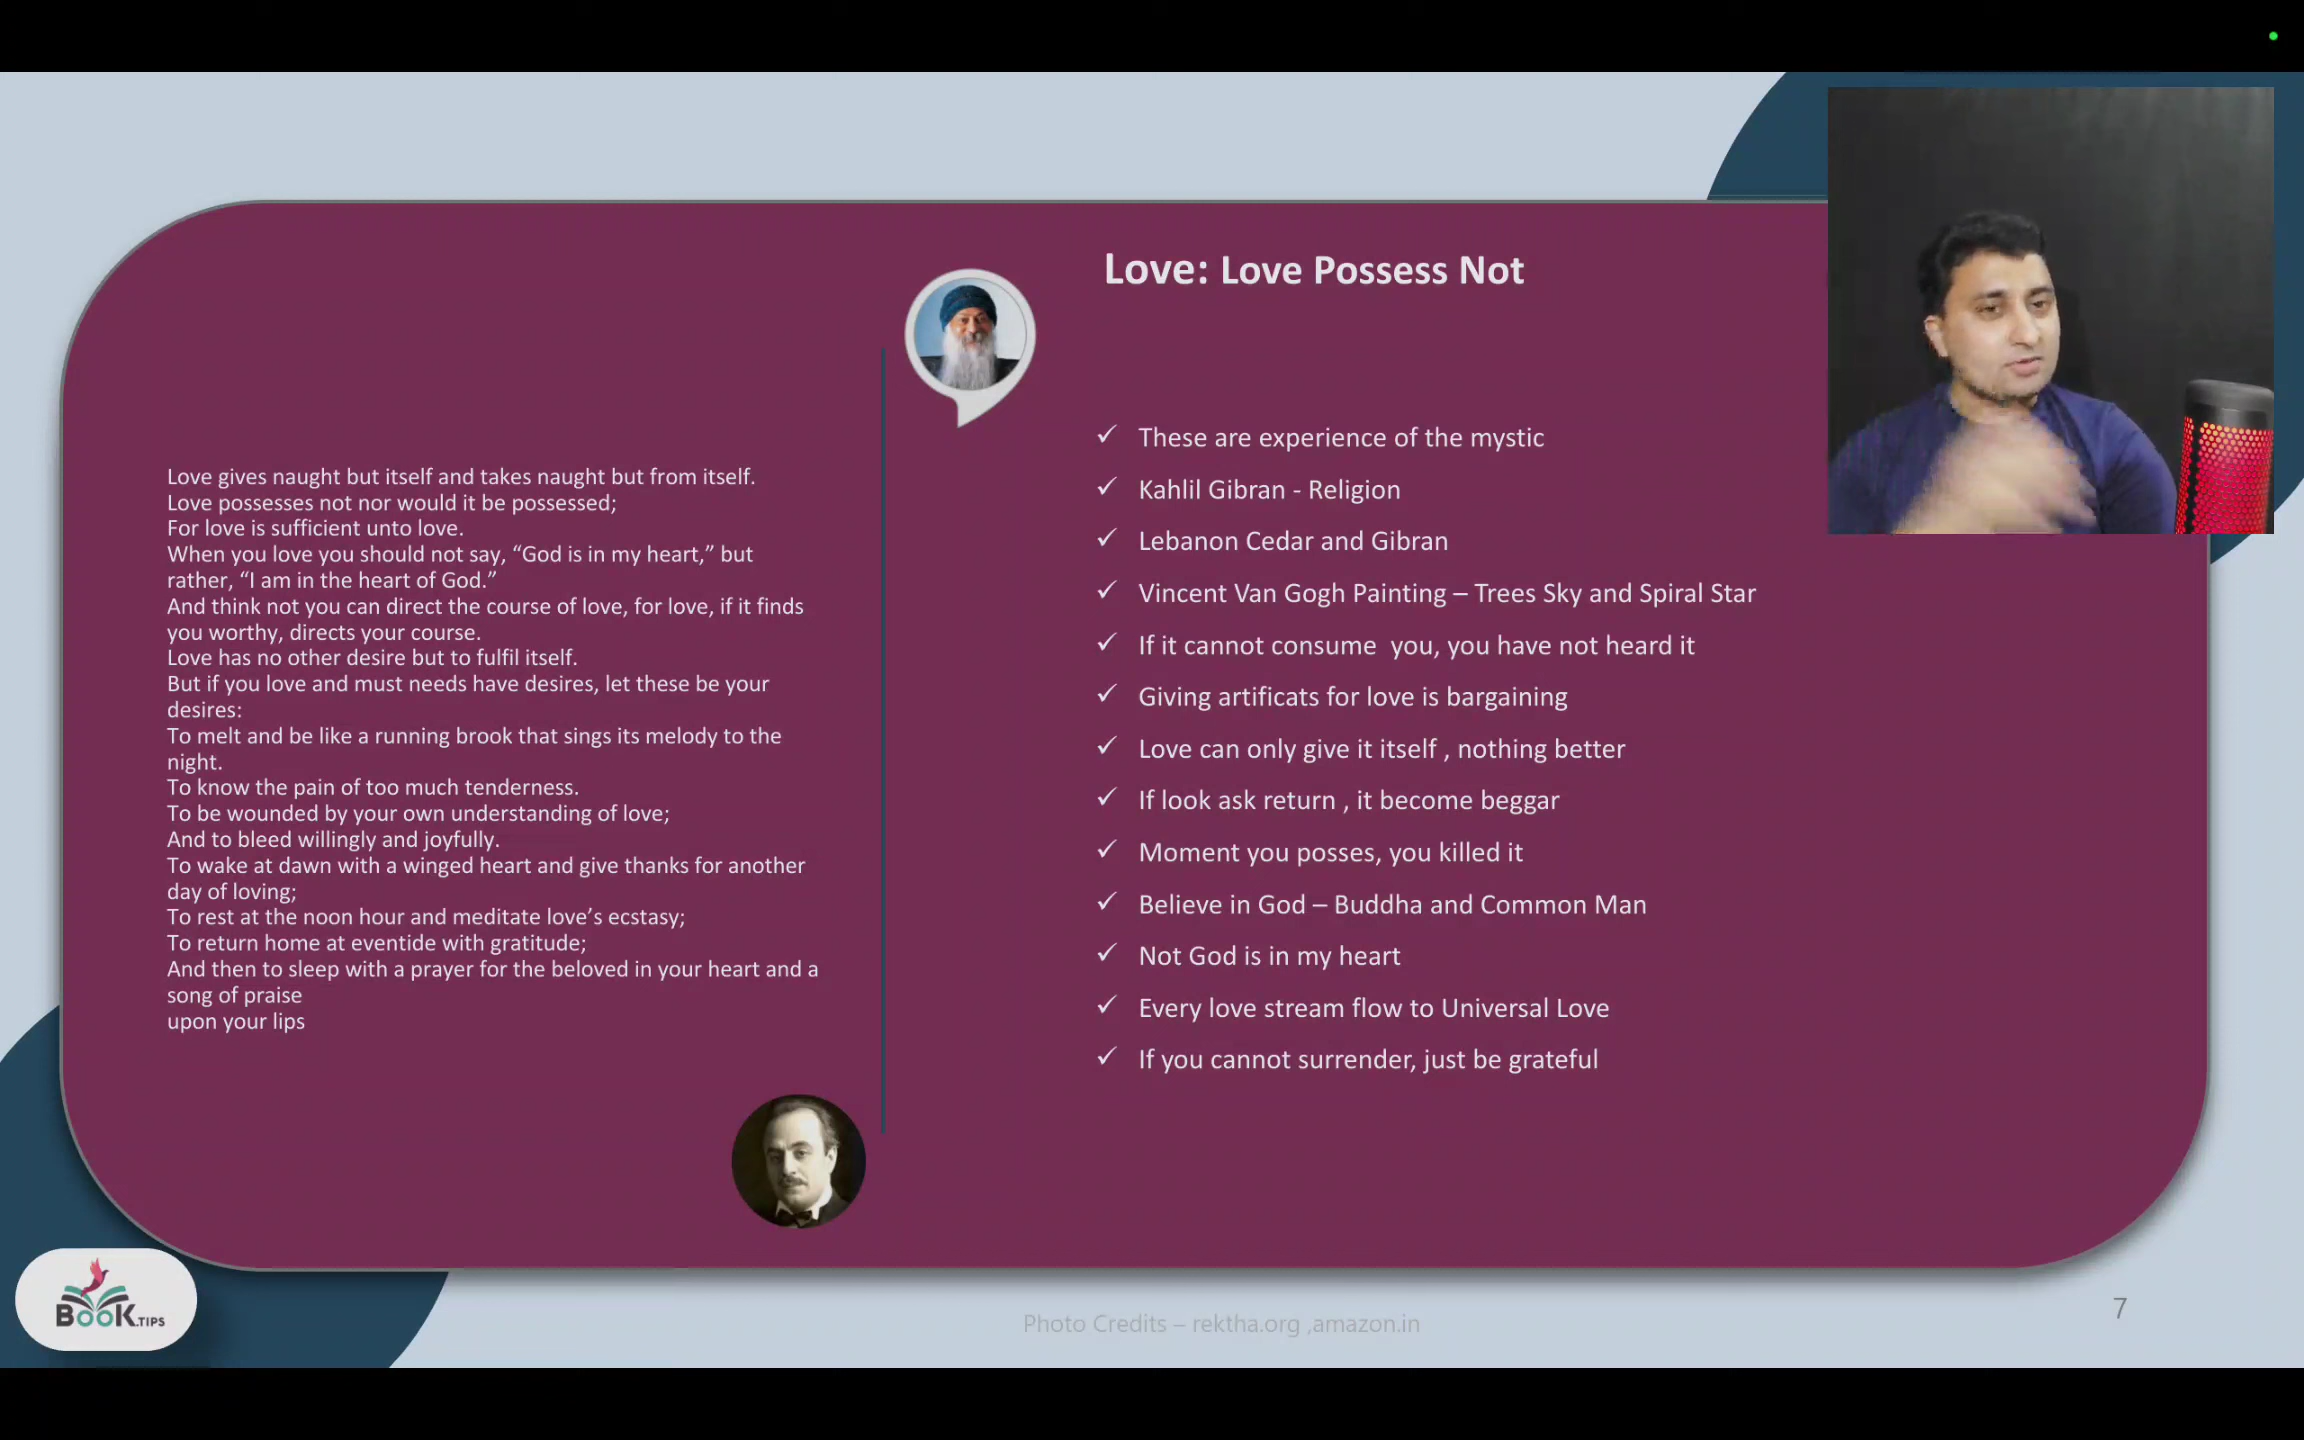 Love: Love Possess Not
Love gives naught but itself and takes naught but from itself.
Love possesses not nor would it be possessed;
For love is sufficient unto love.
When you love you should not say, “God is in my heart,” but
rather, “I am in the heart of God.”
And think not you can direct the course of love, for love, if it finds
you worthy, directs your course.
Love has no other desire but to fulfil itself.
But if you love and must needs have desires, let these be your
desires:
To melt and be like a running brook that sings its melody to the
night.
To know the pain of too much tenderness.
To be wounded by your own understanding of love;
And to bleed willingly and joyfully.
To wake at dawn with a winged heart and give thanks for another
day of loving;
To rest at the noon hour and meditate love’s ecstasy;
To return home at eventide with gratitude;
And then to sleep with a prayer for the beloved in your heart and a
song of praise
upon your lips
✓ These are experience of the mystic
✓ Kahlil Gibran - Religion
✓ Lebanon Cedar and Gibran
✓ Vincent Van Gogh Painting – Trees Sky and Spiral Star
✓ If it cannot consume  you, you have not heard it
✓ Giving artificats for love is bargaining
✓ Love can only give it itself , nothing better
✓ If look ask return , it become beggar
✓ Moment you posses, you killed it
✓ Believe in God – Buddha and Common Man
✓ Not God is in my heart
✓ Every love stream flow to Universal Love
✓ If you cannot surrender, just be grateful
BooK.TIPS
Photo Credits – rektha.org ,amazon.in
7